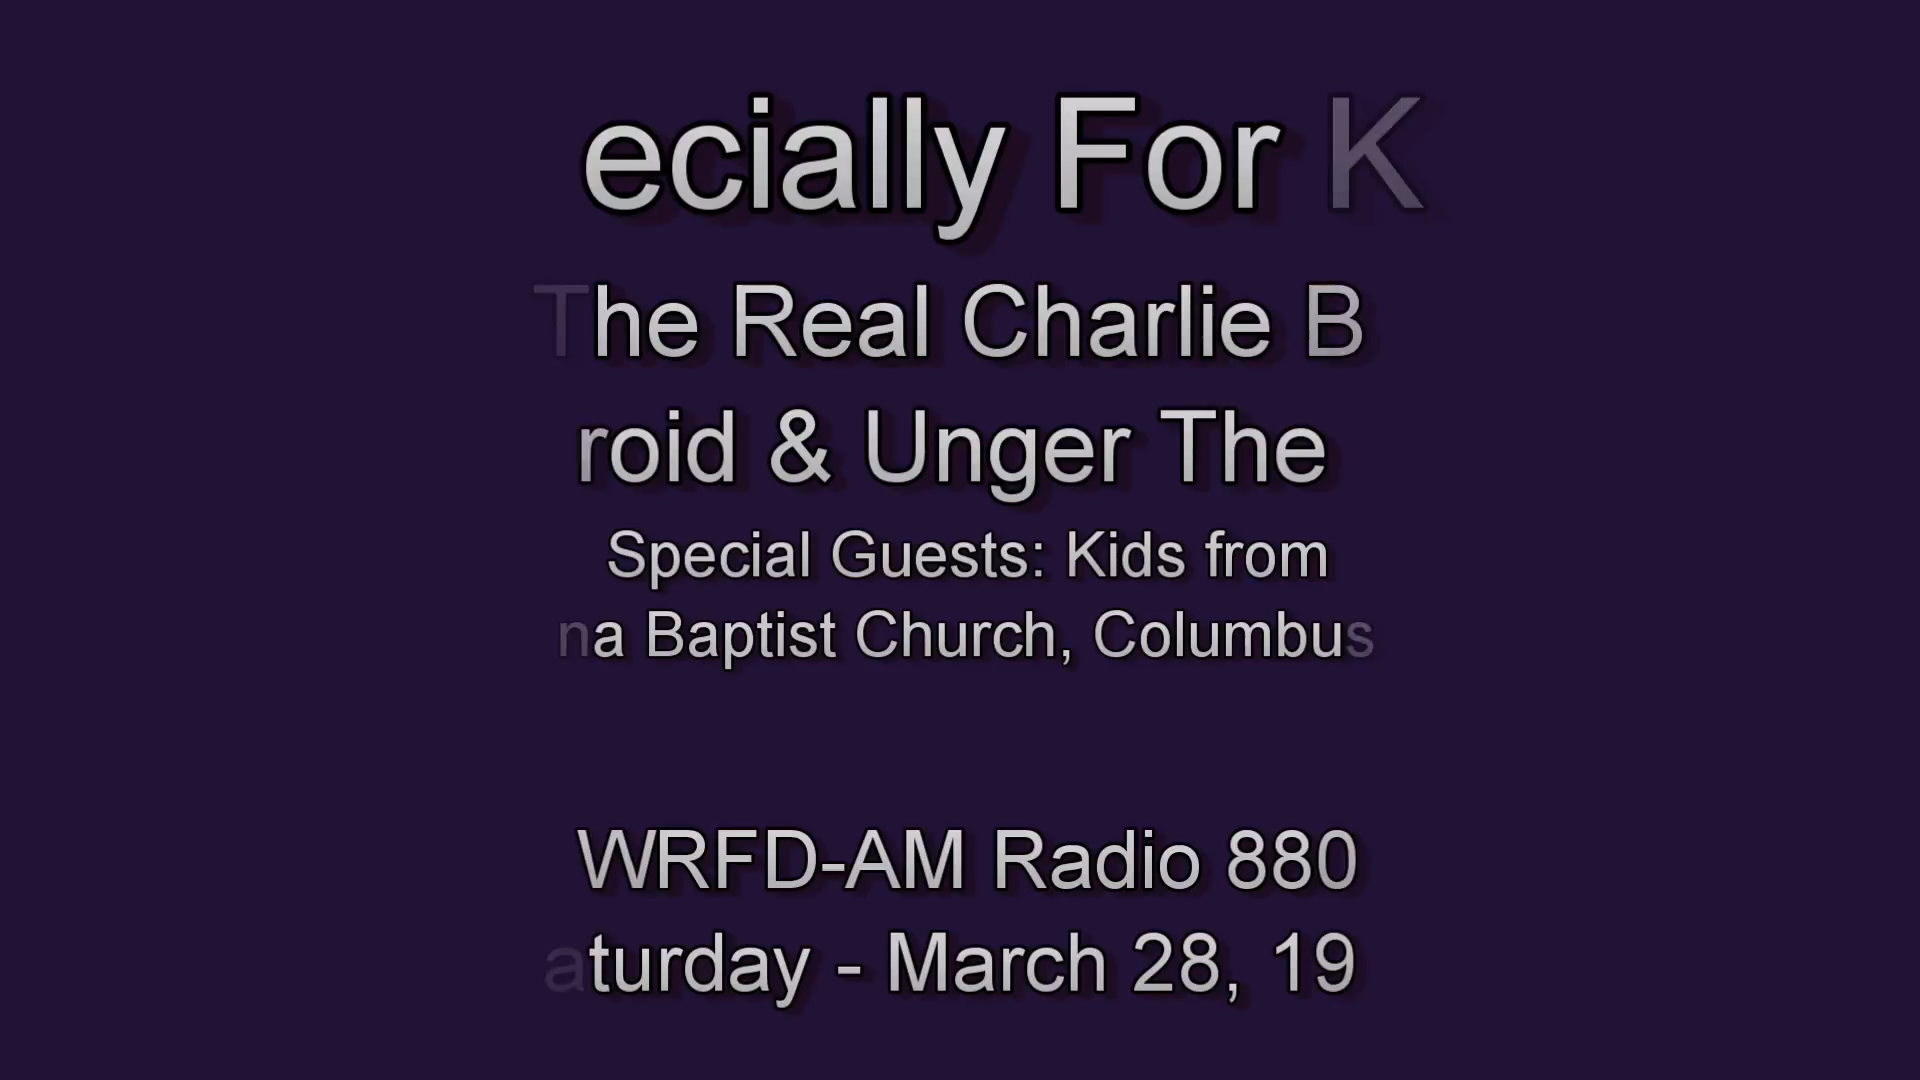 ecially For K
The Real Charlie B
roid & Unger The
Special Guests: Kids from
na Baptist Church, Columbus
WRFD-AM Radio 880
aturday - March 28, 19